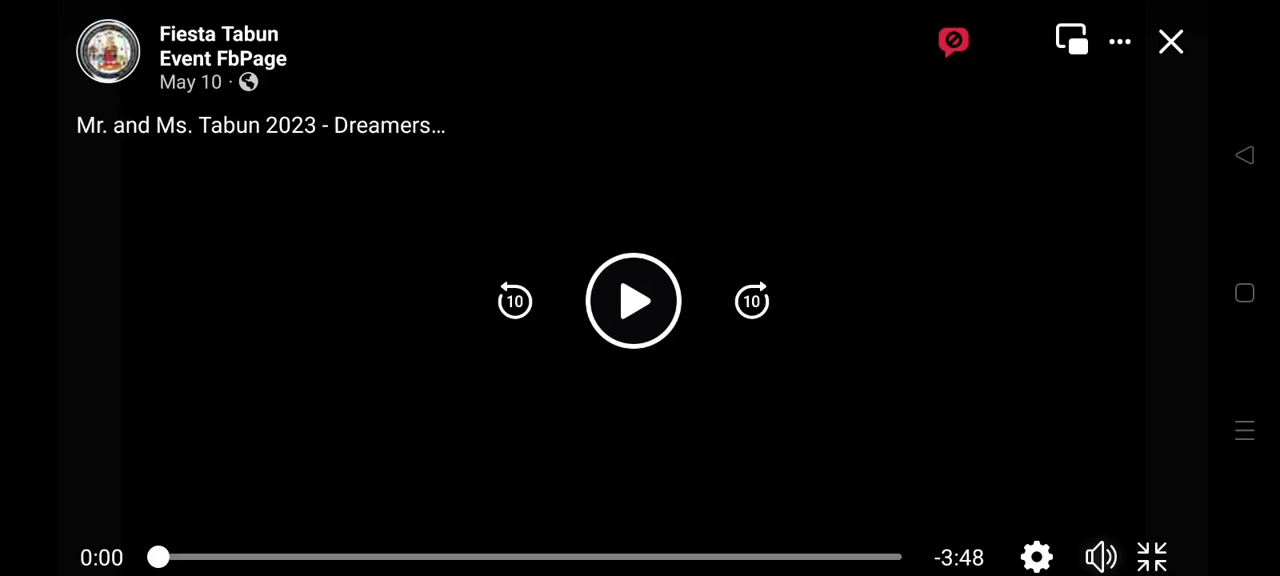 Fiesta Tabun
Event FbPage
May 10 ·
Mr. and Ms. Tabun 2023 - Dreamers...
10
10
0:00
-3:48